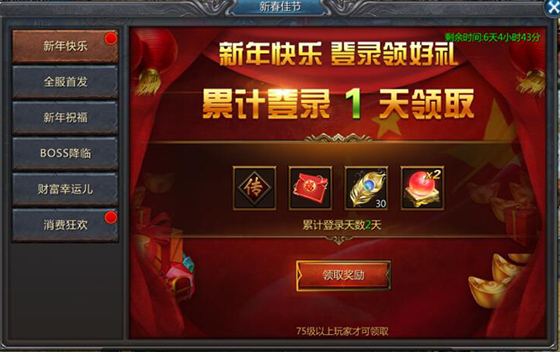 新春佳节
剩余时间:6天4小时43分
新年快乐
全服首发
新年祝福
BOSS降临
财富幸运儿
消费狂欢
新年快乐 登录领好礼
累计登录 1 天领取
传
30
×2
累计登录天数2天
领取奖励
75级以上玩家才可领取